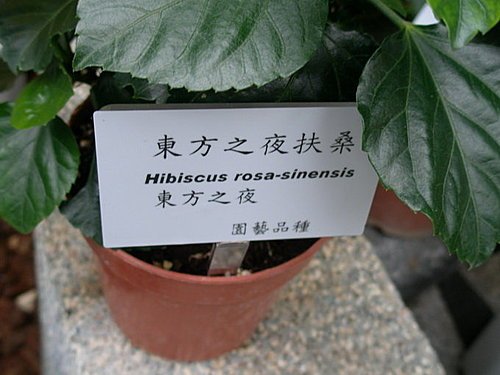 東方之夜扶桑
Hibiscus rosa-sinensis
東方之夜
園藝品種